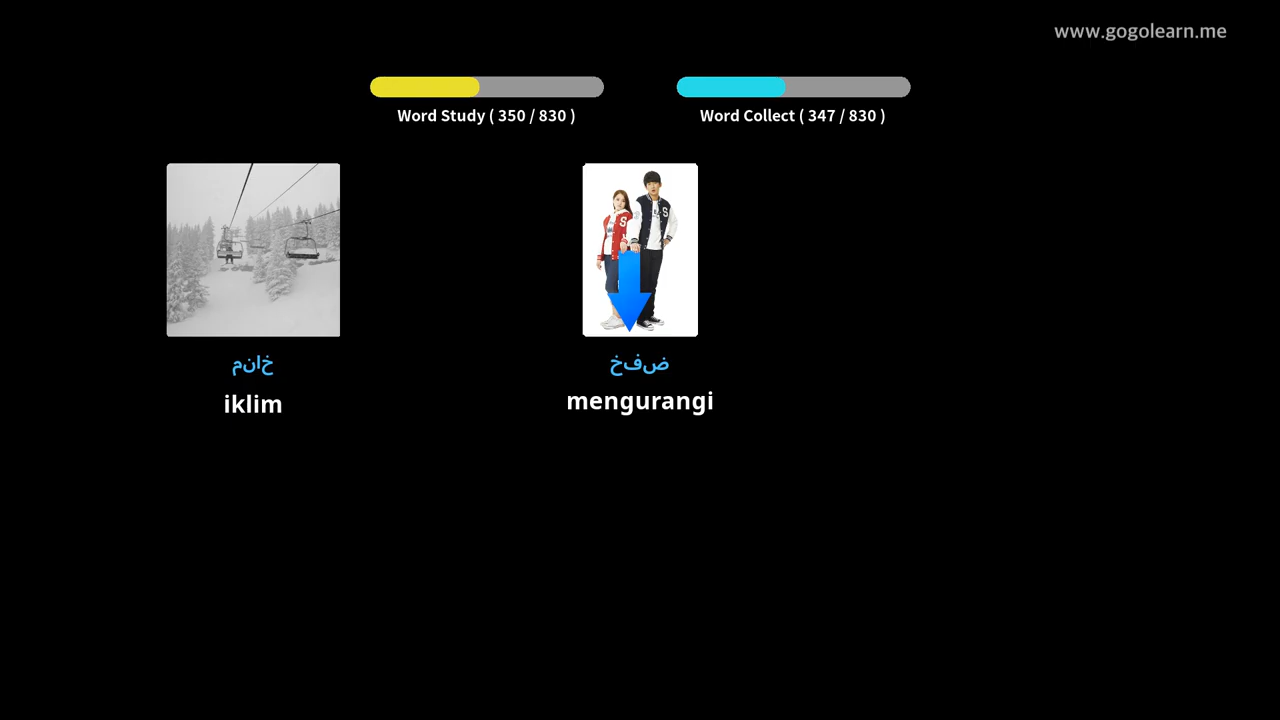 www.gogolearn.me
Word Study ( 350 / 830 )
Word Collect ( 347 / 830 )
مناخ
iklim
خفض
mengurangi
S
S